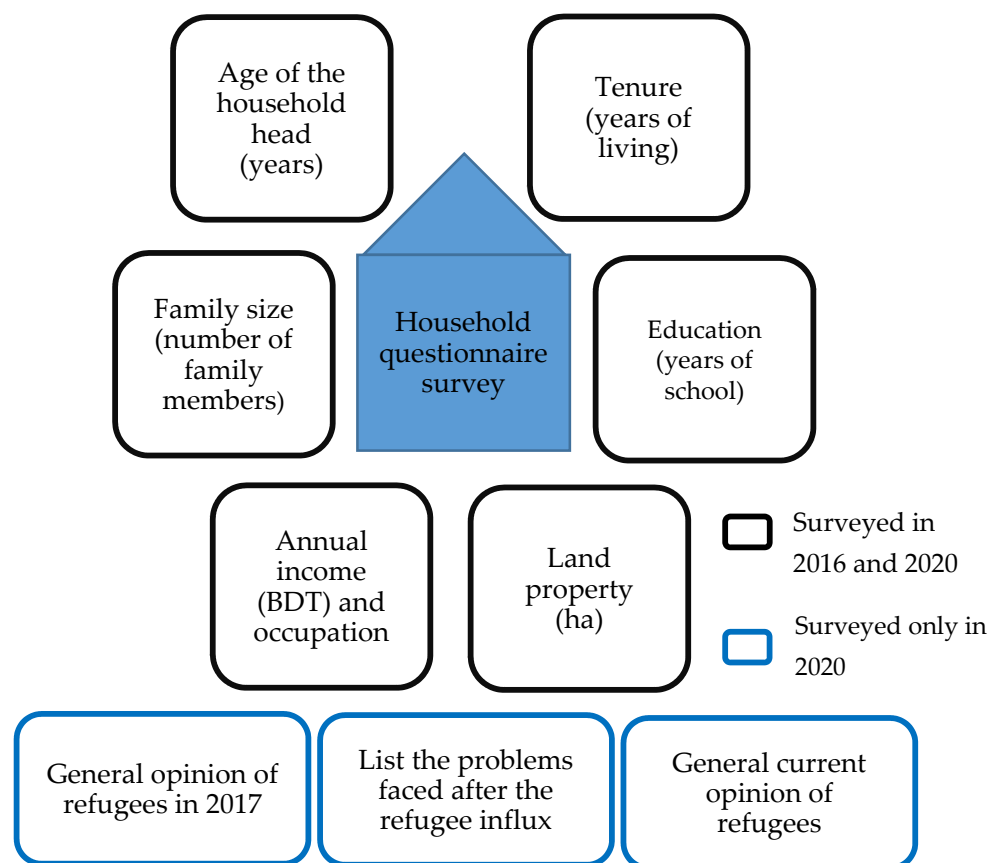 Age of the
household
head
(years)
Tenure
(years of
living)
Family size
(number of
family
members)
Household
questionnaire
survey
Education
(years of
school)
Annual
income
(BDT) and
occupation
Land
property
(ha)
Surveyed in
2016 and 2020
Surveyed only in
2020
General opinion of
refugees in 2017
List the problems
faced after the
refugee influx
General current
opinion of
refugees